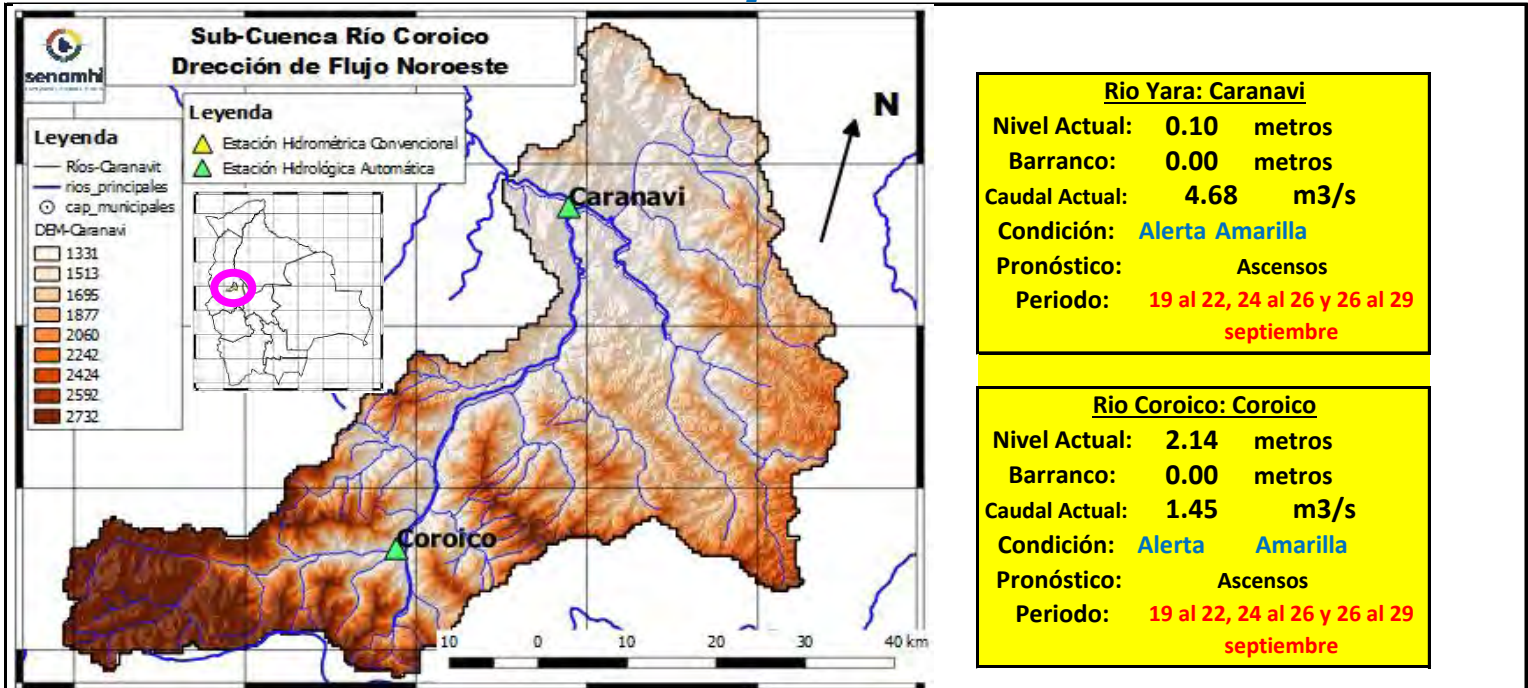 senamhi
Sub-Cuenca Río Coroico
Drección de Flujo Noroeste
Leyenda
Estación Hidrométrica Convencional
Estación Hidrológica Automática
Leyenda
Ríos-Caranavit
rios_principales
cap_municipales
DEM-Caranavi
1331
1513
1695
1877
2060
2242
2424
2592
2732
N
Caranavi
Coroico
10 0 10 20 30 40 km
Rio Yara: Caranavi
Nivel Actual: 0.10 metros
Barranco: 0.00 metros
Caudal Actual: 4.68 m3/s
Condición: Alerta Amarilla
Pronóstico: Ascensos
Periodo: 19 al 22, 24 al 26 y 26 al 29
septiembre
Rio Coroico: Coroico
Nivel Actual: 2.14 metros
Barranco: 0.00 metros
Caudal Actual: 1.45 m3/s
Condición: Alerta Amarilla
Pronóstico: Ascensos
Periodo: 19 al 22, 24 al 26 y 26 al 29
septiembre